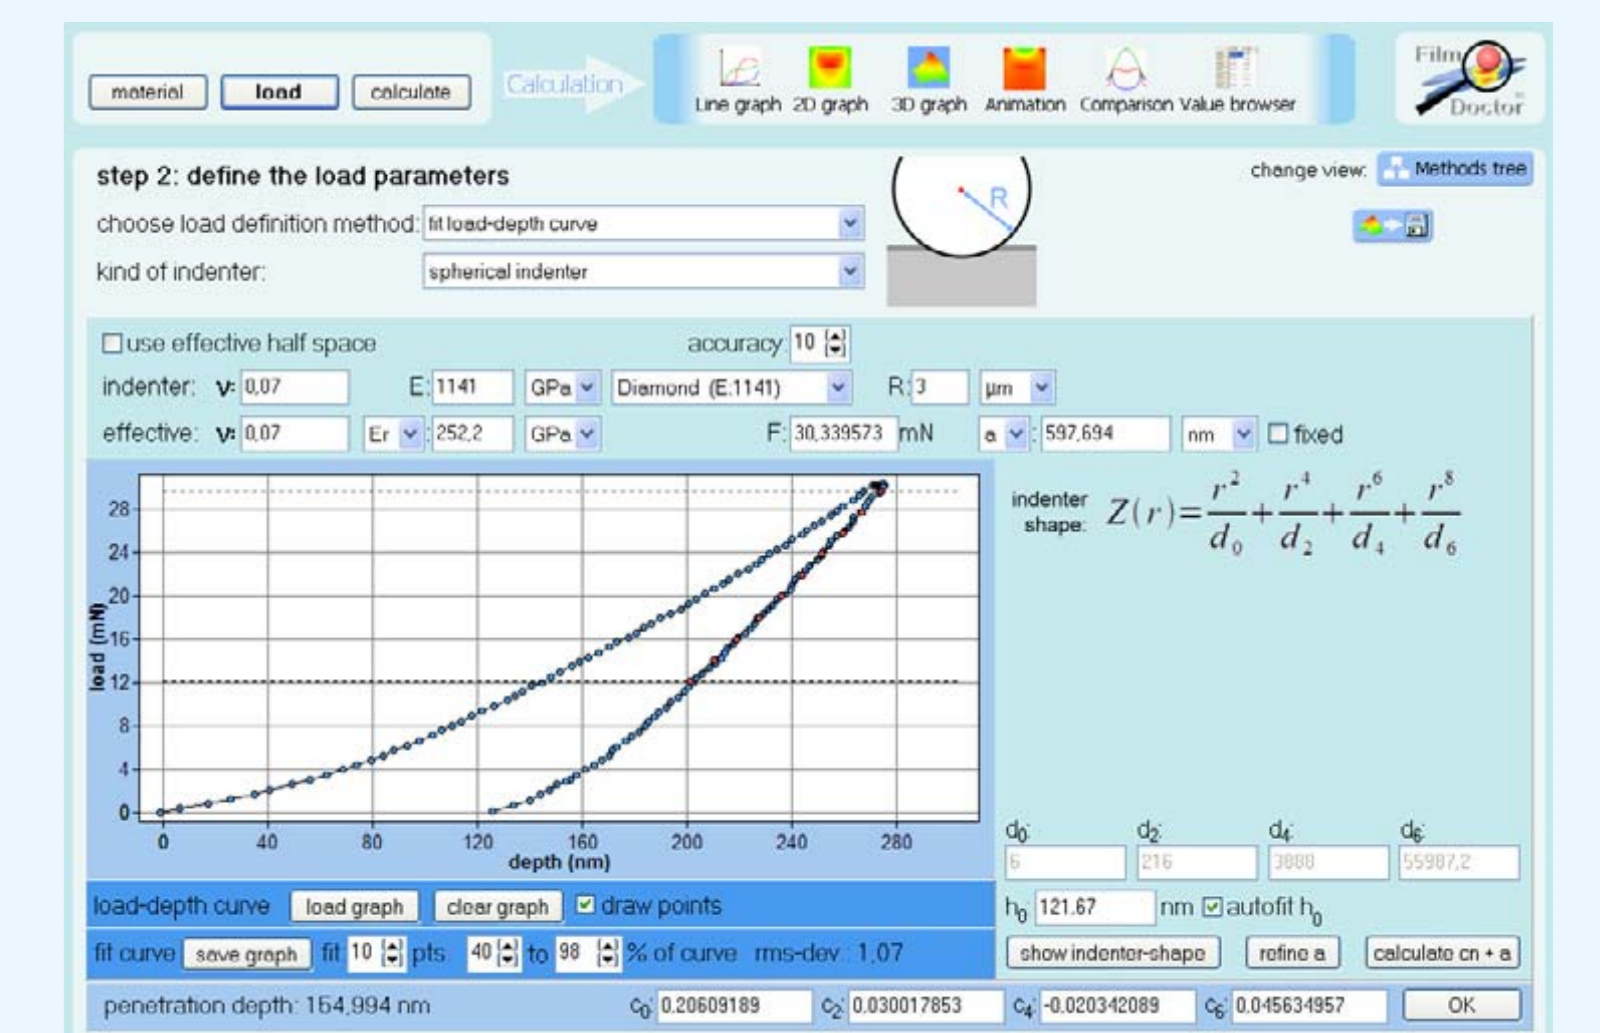 material load calculate Calculation Line graph 2D graph 3D graph Animation Comparison Value browser Film Doctor
step 2: define the load parameters
change view: Methods tree
choose load definition method: fit load-depth curve
R
kind of indenter: spherical indenter
use effective half space accuracy 10
indenter: ν: 0,07 E: 1141 GPa Diamond (E:1141) R: 3 µm
effective: ν: 0,07 Er : 252,2 GPa F: 30,339573 mN a : 597,694 nm fixed
indenter shape: Z(r)=r²/d₀+r⁴/d₂+r⁶/d₄+r⁸/d₆
load (mN)
28
24
20
16
12
8
4
0
0 40 80 120 160 200 240 280
depth (nm)
d₀: d₂: d₄: d₆:
6 216 3888 55987,2
load-depth curve load graph clear graph draw points
h₀ 121.67 nm autofit h₀
fit curve save graph fit 10 pts. 40 to 98 % of curve rms-dev.: 1,07
show indenter-shape refine a calculate cn + a
penetration depth: 154,994 nm c₀: 0.20609189 c₂: 0.030017853 c₄: -0.020342089 c₆: 0.045634957 OK